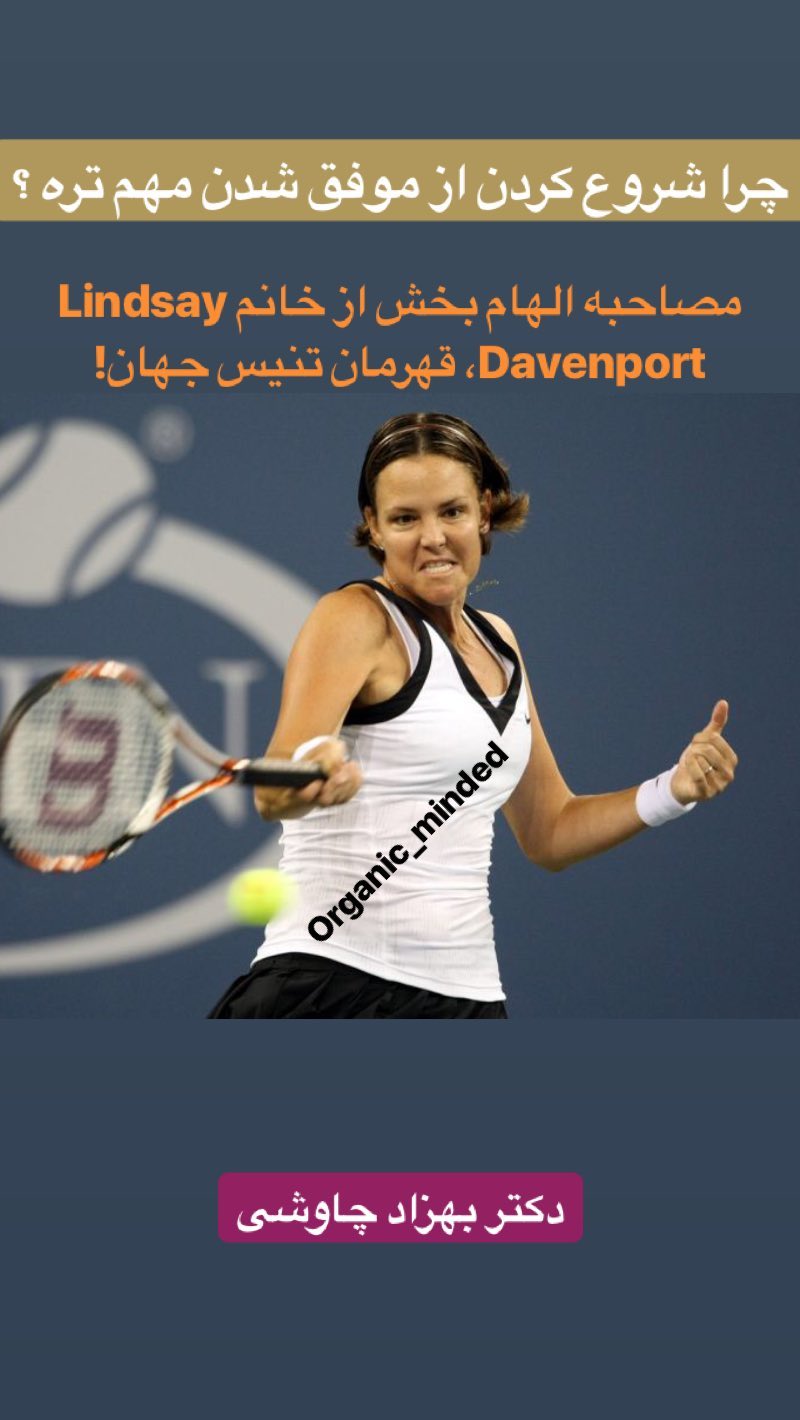 چرا شروع کردن از موفق شدن مهم تره ؟
مصاحبه الهام بخش از خانم Lindsay
Davenport، قهرمان تنیس جهان!
®
EN
W
Organic_minded
دکتر بهزاد چاوشی